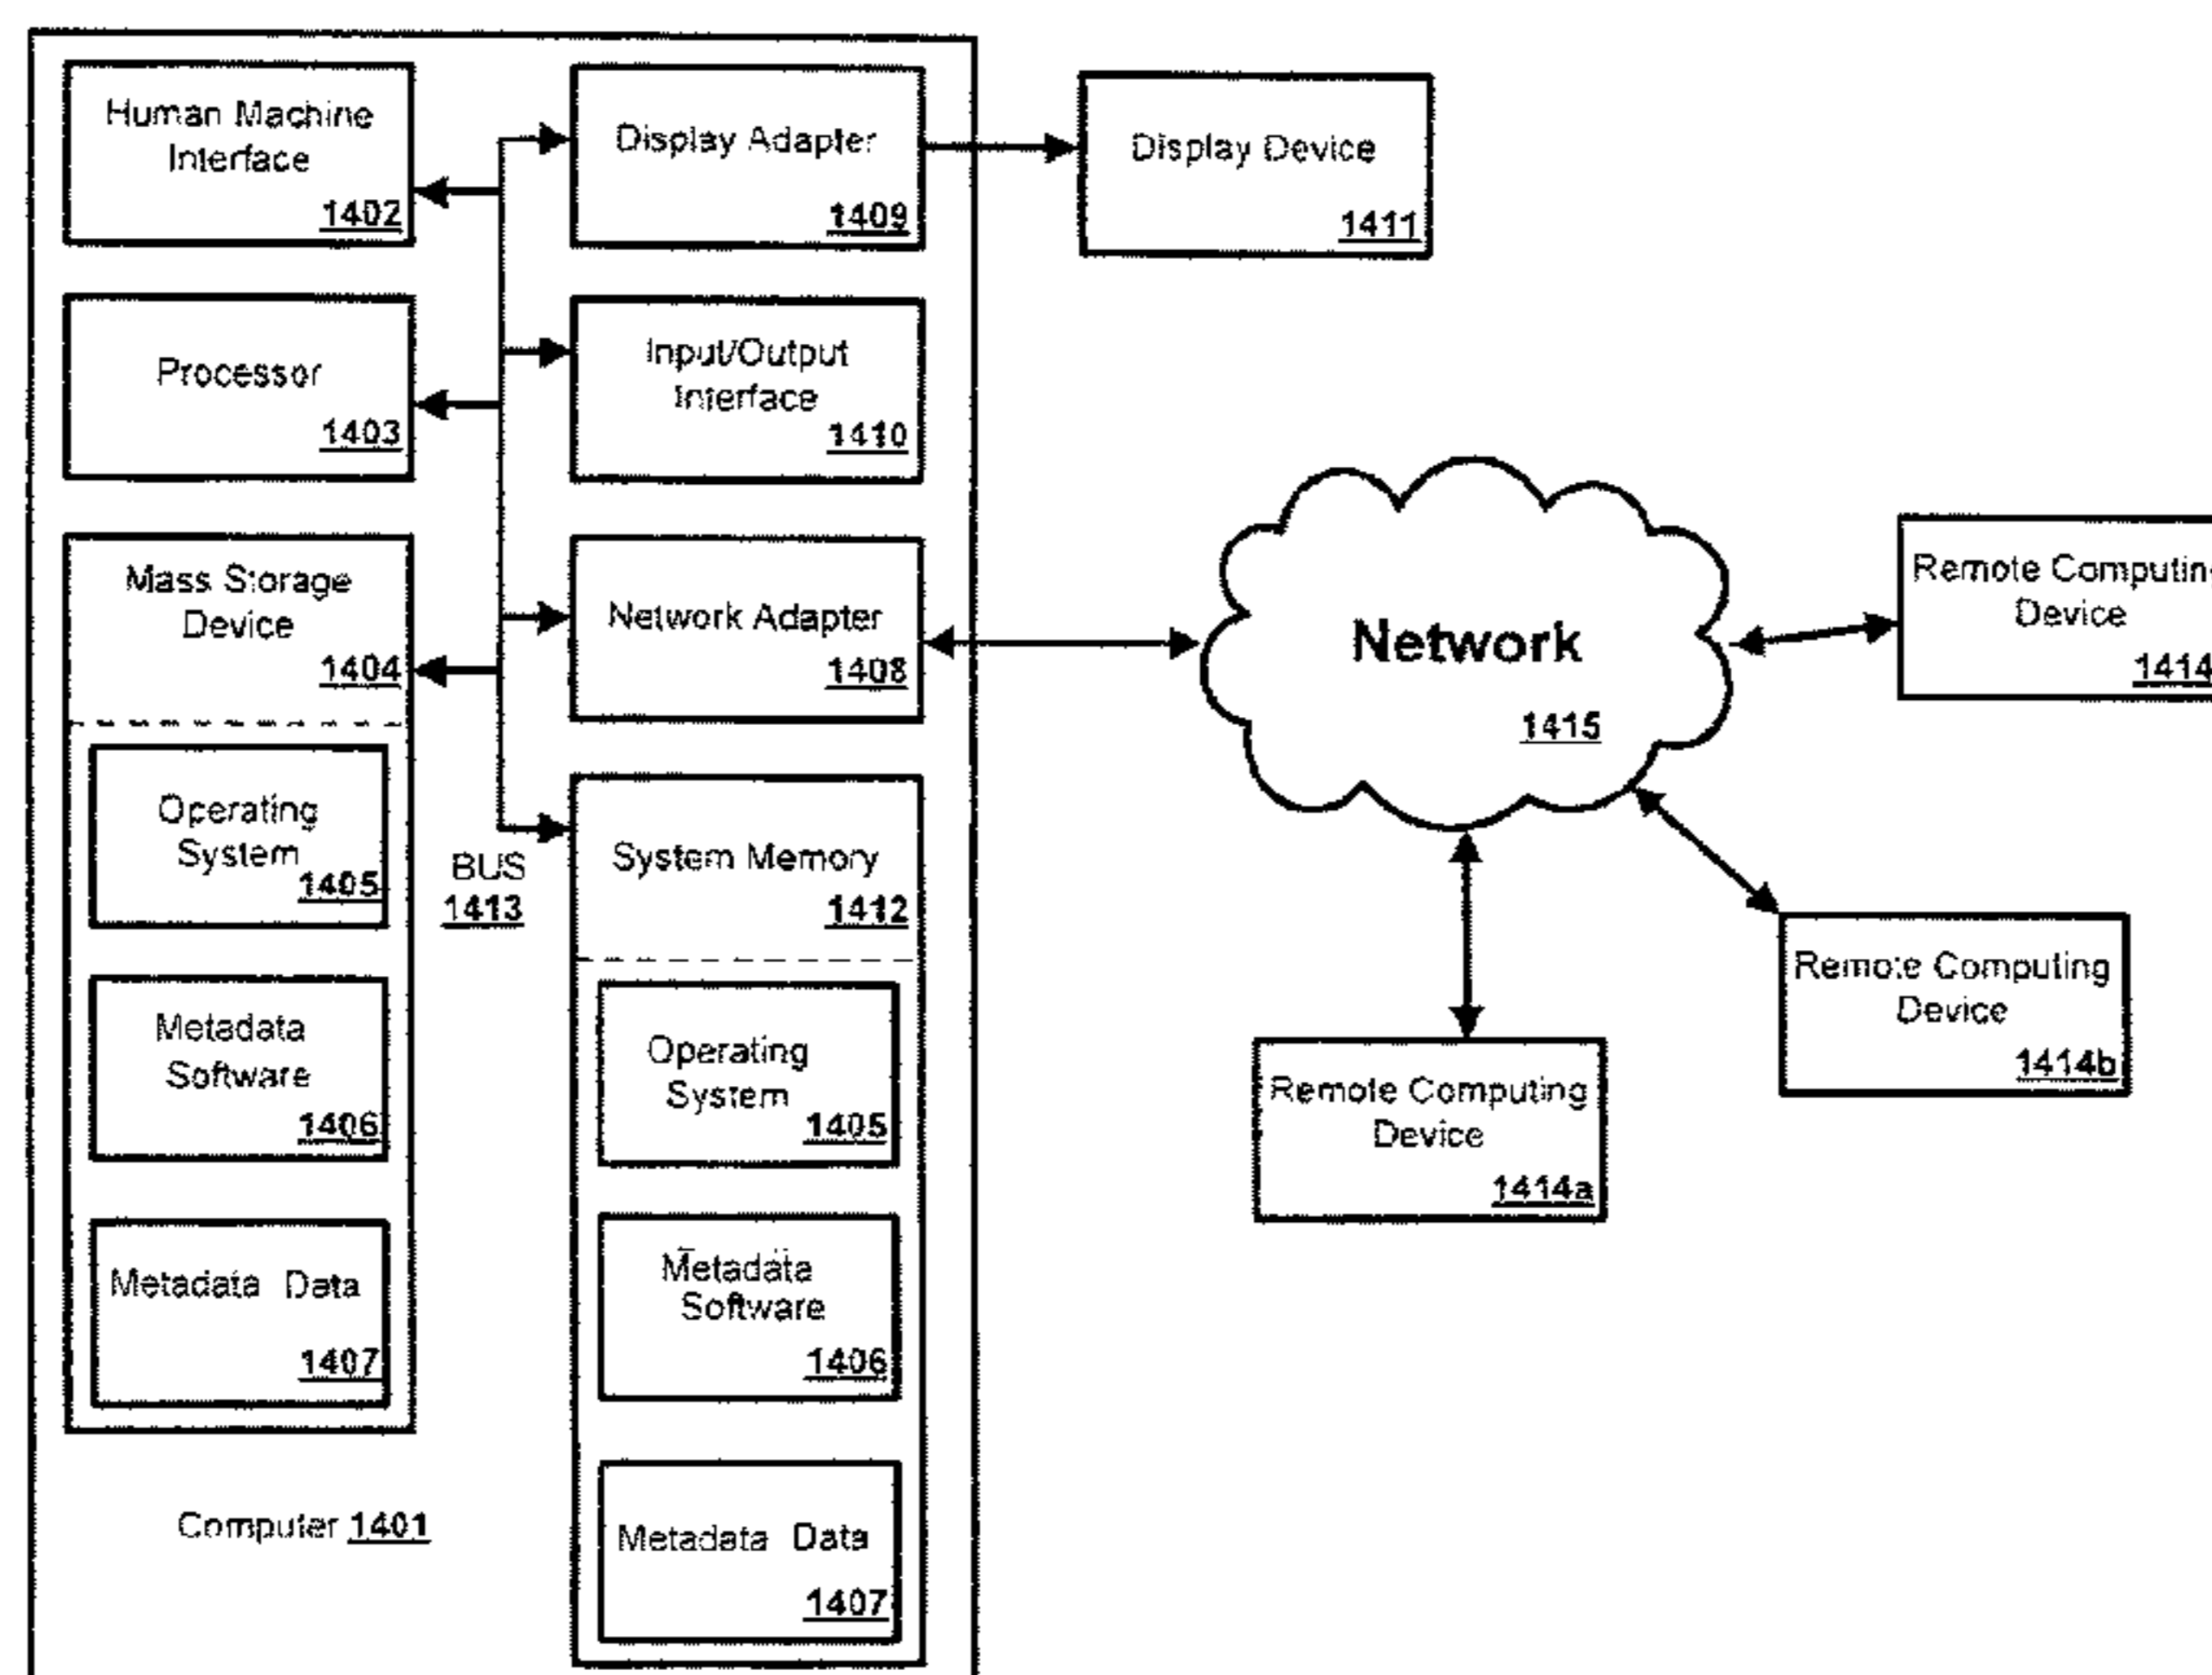 Human Machine
Interface
1402
Display Adapter
1409
Display Device
1411
Processor
1403
Input/Output
Interface
1410
Mass Storage
Device
1404
Network Adapter
1408
Network
1415
Remote Computin
Device
1414
Operating
System
1405
BUS
1413
System Memory
1412
Remote Computing
Device
1414b
Metadata
Software
1406
Operating
System
1405
Remote Computing
Device
1414a
Metadata Data
1407
Metadata
Software
1406
Computer 1401
Metadata Data
1407